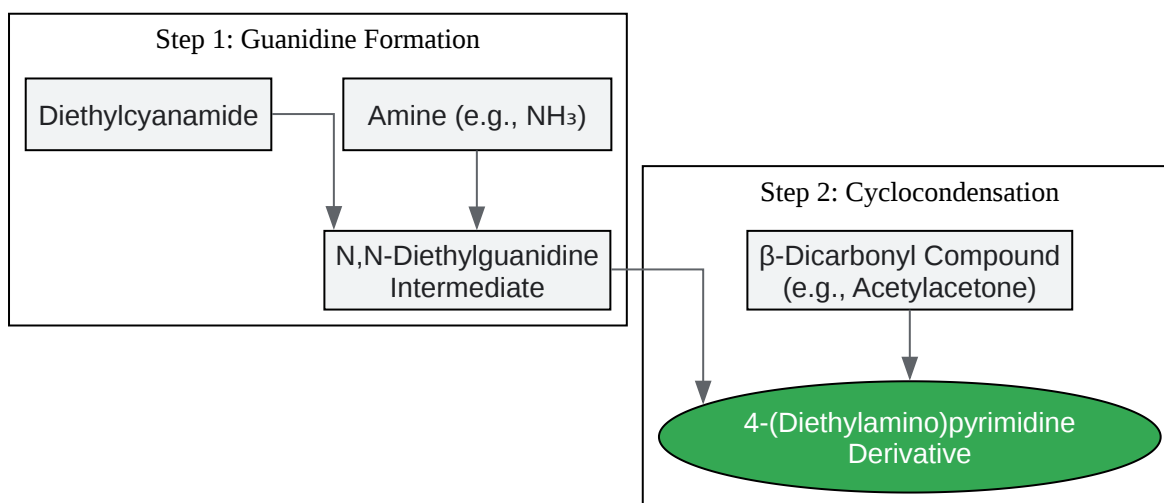 Step 1: Guanidine Formation
Diethylcyanamide
Amine (e.g., NH₃)
N,N-Diethylguanidine
Intermediate
Step 2: Cyclocondensation
β-Dicarbonyl Compound
(e.g., Acetylacetone)
4-(Diethylamino)pyrimidine
Derivative